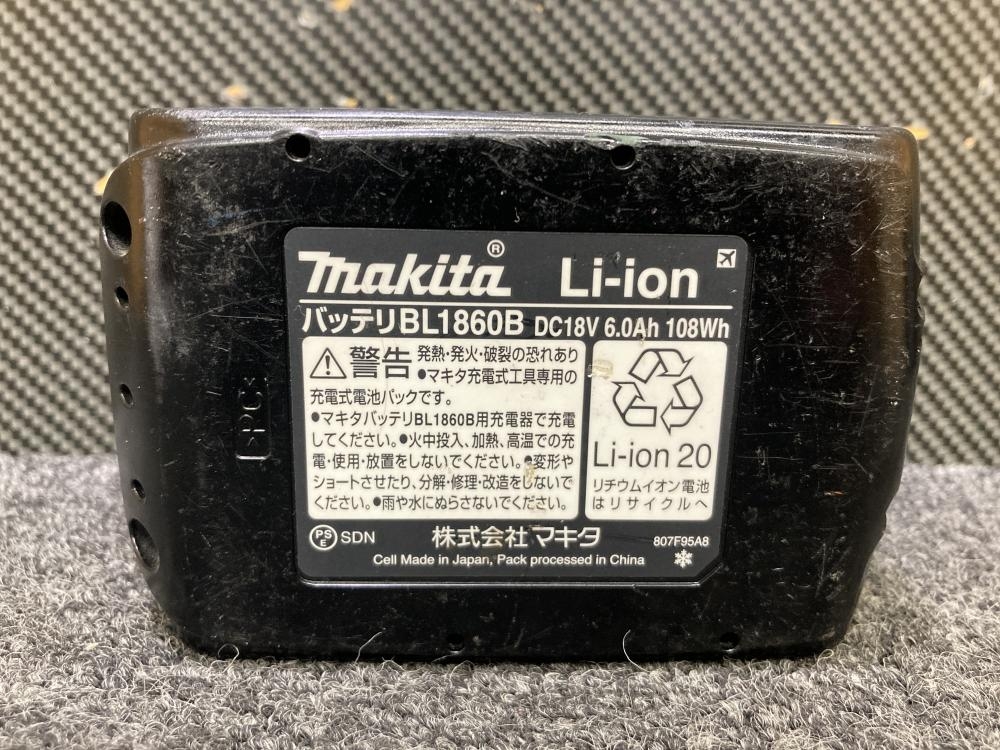 makita® Li-ion
バッテリBL1860B DC18V 6.0Ah 108Wh
警告 発熱・発火・破裂の恐れあり
●マキタ充電式工具専用の
充電式電池パックです。
●マキタバッテリBL1860B用充電器で充電
してください。●火中投入、加熱、高温での充
電・使用・放置をしないでください。●変形や
ショートさせたり、分解・修理・改造をしないで
ください。●雨や水にぬらさないでください。
Li-ion 20
リチウムイオン電池
はリサイクルへ
PSE SDN
株式会社マキタ
807F95A8
Cell Made in Japan, Pack processed in China
>PC<